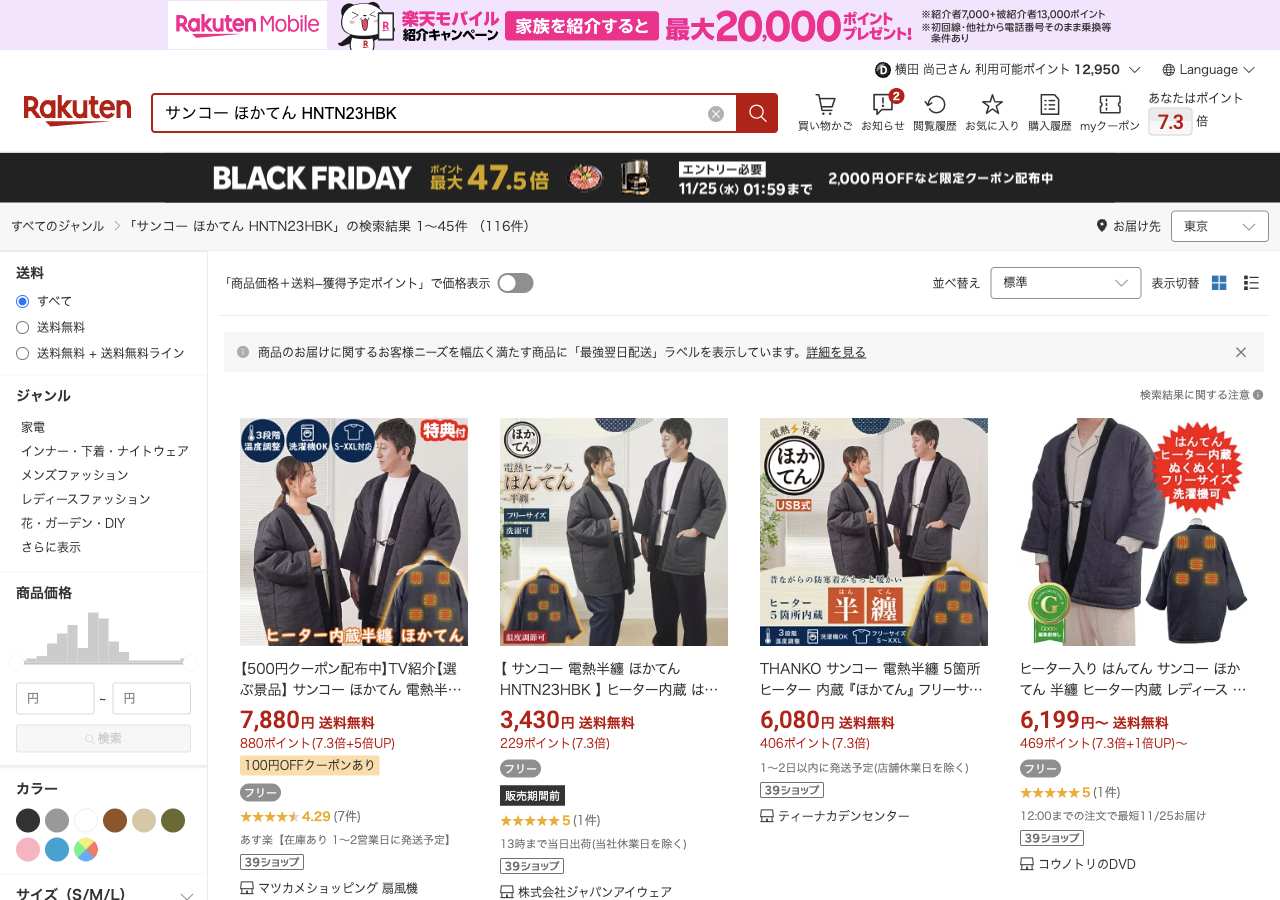 Rakuten Mobile
楽天モバイル
紹介キャンペーン
家族を紹介すると
最大20,000ポイントプレゼント!
※紹介者7,000+被紹介者13,000ポイント
※初回線・他社から電話番号そのまま乗換等
条件あり
横田 尚己さん 利用可能ポイント 12,950
Language
Rakuten
サンコー ほかてん HNTN23HBK
買い物かご
2
お知らせ
閲覧履歴
お気に入り
購入履歴
myクーポン
あなたはポイント
7.3 倍
BLACK FRIDAY
ポイント最大47.5倍
エントリー必要
11/25(水) 01:59まで
2,000円OFFなど限定クーポン配布中
すべてのジャンル
「サンコー ほかてん HNTN23HBK」の検索結果 1〜45件 (116件)
お届け先
東京
送料
すべて
送料無料
送料無料 + 送料無料ライン
ジャンル
家電
インナー・下着・ナイトウェア
メンズファッション
レディースファッション
花・ガーデン・DIY
さらに表示
商品価格
円 ~ 円
検索
カラー
サイズ(S/M/L)
「商品価格+送料−獲得予定ポイント」で価格表示
並べ替え
標準
表示切替
商品のお届けに関するお客様ニーズを幅広く満たす商品に「最強翌日配送」ラベルを表示しています。詳細を見る
検索結果に関する注意
3段階
温度調整
洗濯機OK
S-XXL対応
特典付
ヒーター内蔵半纏 ほかてん
【500円クーポン配布中】TV紹介【選
ぶ景品】 サンコー ほかてん 電熱半…
7,880円 送料無料
880ポイント(7.3倍+5倍UP)
100円OFFクーポンあり
フリー
4.29 (7件)
あす楽【在庫あり 1〜2営業日に発送予定】
39ショップ
マツカメショッピング 扇風機
ほか
てん
電熱ヒーター入
はんてん
-半纏-
フリーサイズ
洗濯可
温度調節可
【 サンコー 電熱半纏 ほかてん
HNTN23HBK 】 ヒーター内蔵 は…
3,430円 送料無料
229ポイント(7.3倍)
フリー
販売期間前
5 (1件)
13時まで当日出荷(当社休業日を除く)
39ショップ
株式会社ジャパンアイウェア
電熱半纏
ほか
てん
USB式
昔ながらの防寒着がもっと暖かい
ヒーター
5箇所内蔵
はん
てん
半纏
3段階
温度調整
洗濯機OK
フリーサイズ
S~XXL
THANKO サンコー 電熱半纏 5箇所
ヒーター 内蔵 『ほかてん』 フリーサ…
6,080円 送料無料
406ポイント(7.3倍)
1〜2日以内に発送予定(店舗休業日を除く)
39ショップ
ティーナカデンセンター
はんてん
ヒーター内蔵
ぬくぬく!
フリーサイズ
洗濯機可
G
ヒーター入り はんてん サンコー ほか
てん 半纏 ヒーター内蔵 レディース …
6,199円〜 送料無料
469ポイント(7.3倍+1倍UP)〜
フリー
5 (1件)
12:00までの注文で最短11/25お届け
39ショップ
コウノトリのDVD